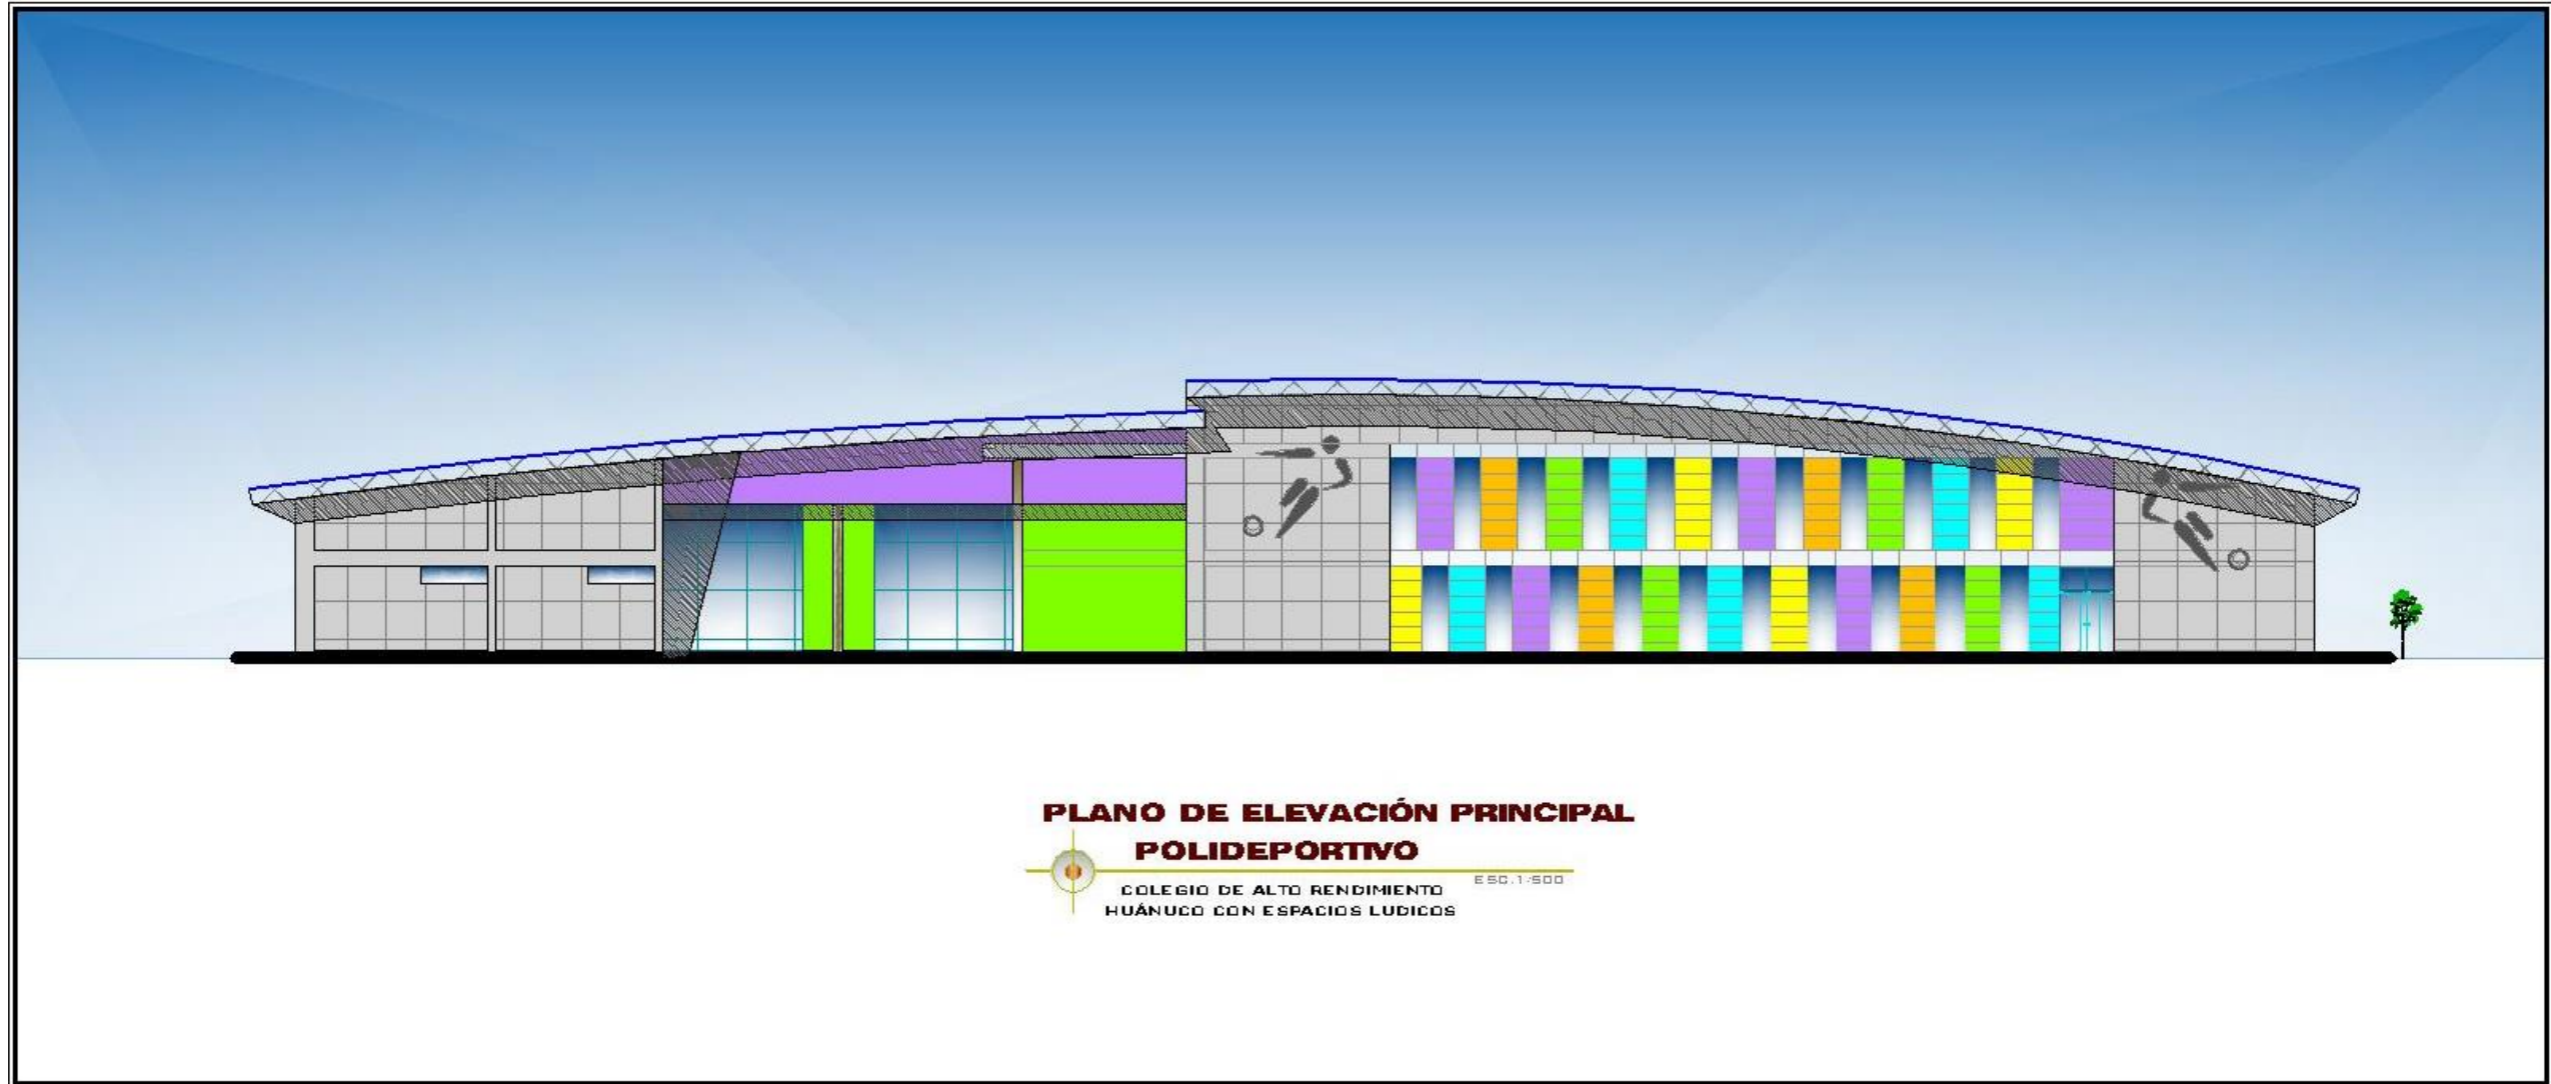 PLANO DE ELEVACIÓN PRINCIPAL
POLIDEPORTIVO
ESC.1:500
COLEGIO DE ALTO RENDIMIENTO
HUÁNUCO CON ESPACIOS LUDICOS